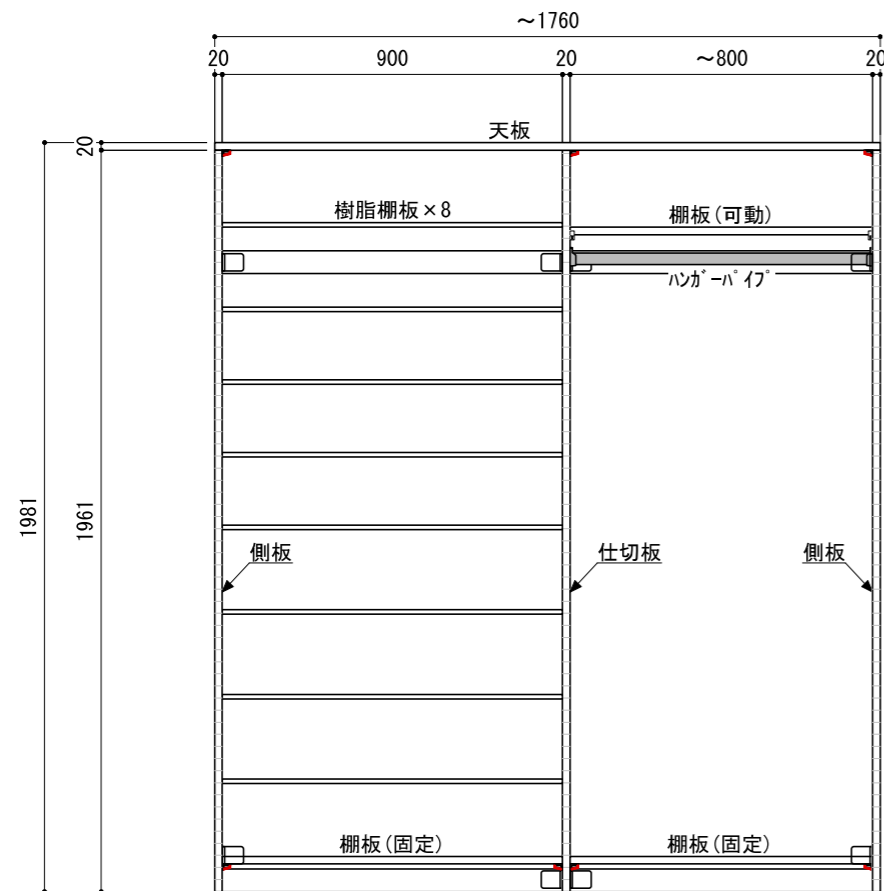 ～1760
20 900 20 ～800 20
天板
20
樹脂棚板×8
棚板(可動)
ﾊﾝｶﾞｰﾊﾟｲﾌﾟ
1981
1961
側板
仕切板
側板
棚板(固定)
棚板(固定)